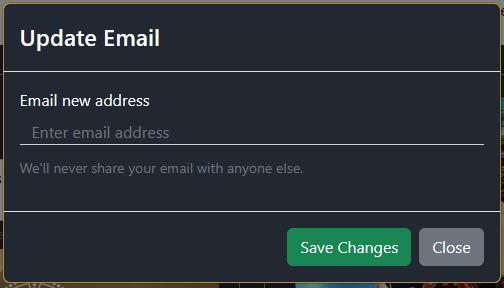 Update Email
Email new address
Enter email address
We'll never share your email with anyone else.
Save Changes
Close